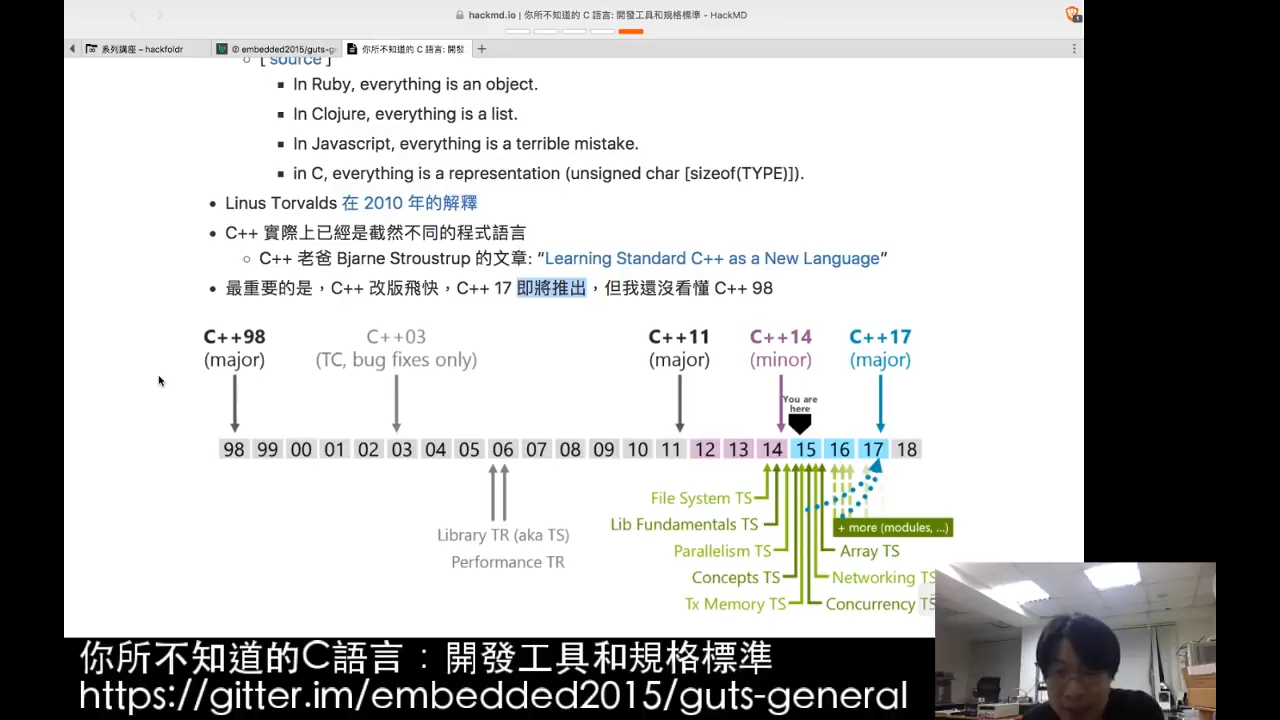 hackmd.io | 你所不知道的 C 語言: 開發工具和規格標準 - HackMD
系列講座 – hackfoldr
embedded2015/guts-g
你所不知道的 C 語言: 開發
[ source ]
In Ruby, everything is an object.
In Clojure, everything is a list.
In Javascript, everything is a terrible mistake.
in C, everything is a representation (unsigned char [sizeof(TYPE)]).
Linus Torvalds 在 2010 年的解釋
C++ 實際上已經是截然不同的程式語言
C++ 老爸 Bjarne Stroustrup 的文章: “Learning Standard C++ as a New Language”
最重要的是，C++ 改版飛快，C++ 17 即將推出，但我還沒看懂 C++ 98
C++98 C++03 C++11 C++14 C++17
(major) (TC, bug fixes only) (major) (minor) (major)
You are
here
98 99 00 01 02 03 04 05 06 07 08 09 10 11 12 13 14 15 16 17 18
File System TS
Lib Fundamentals TS + more (modules, ...)
Library TR (aka TS)
Parallelism TS Array TS
Performance TR
Concepts TS Networking TS
Tx Memory TS Concurrency TS
你所不知道的C語言：開發工具和規格標準
https://gitter.im/embedded2015/guts-general